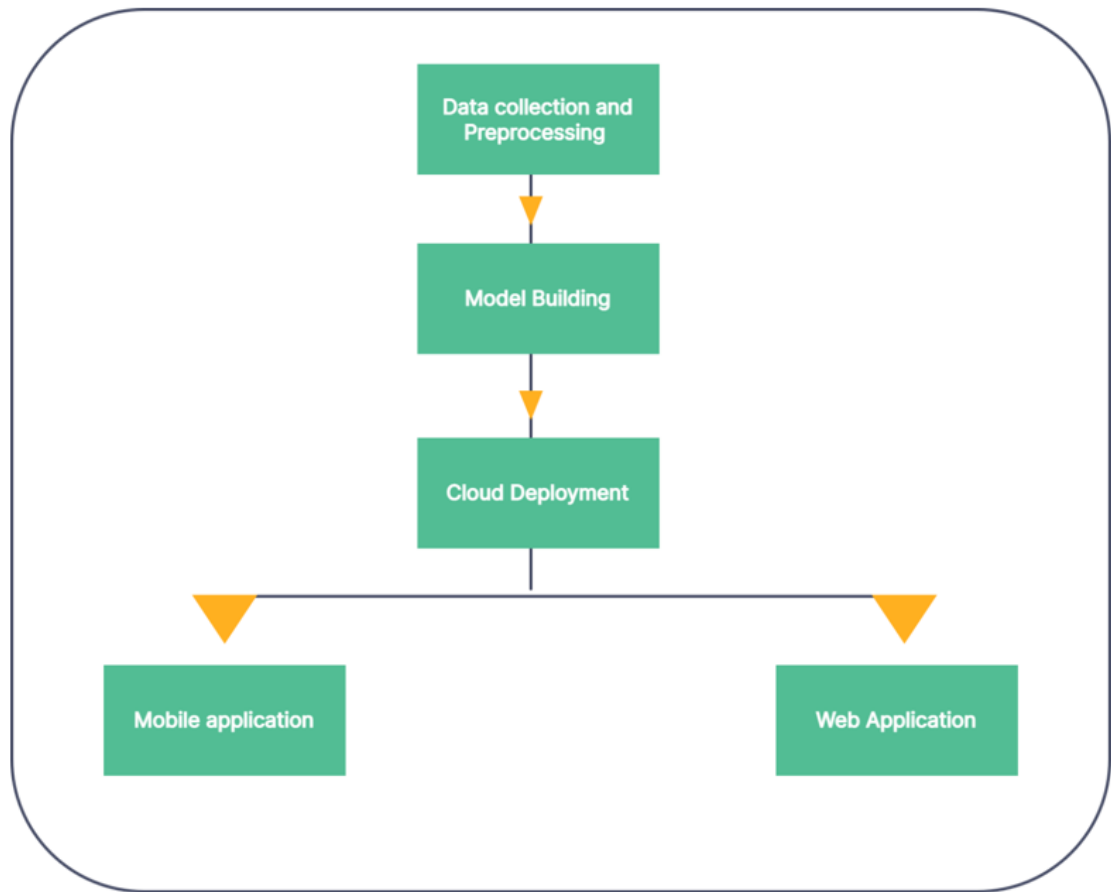 Data collection and
Preprocessing
Model Building
Cloud Deployment
Mobile application
Web Application